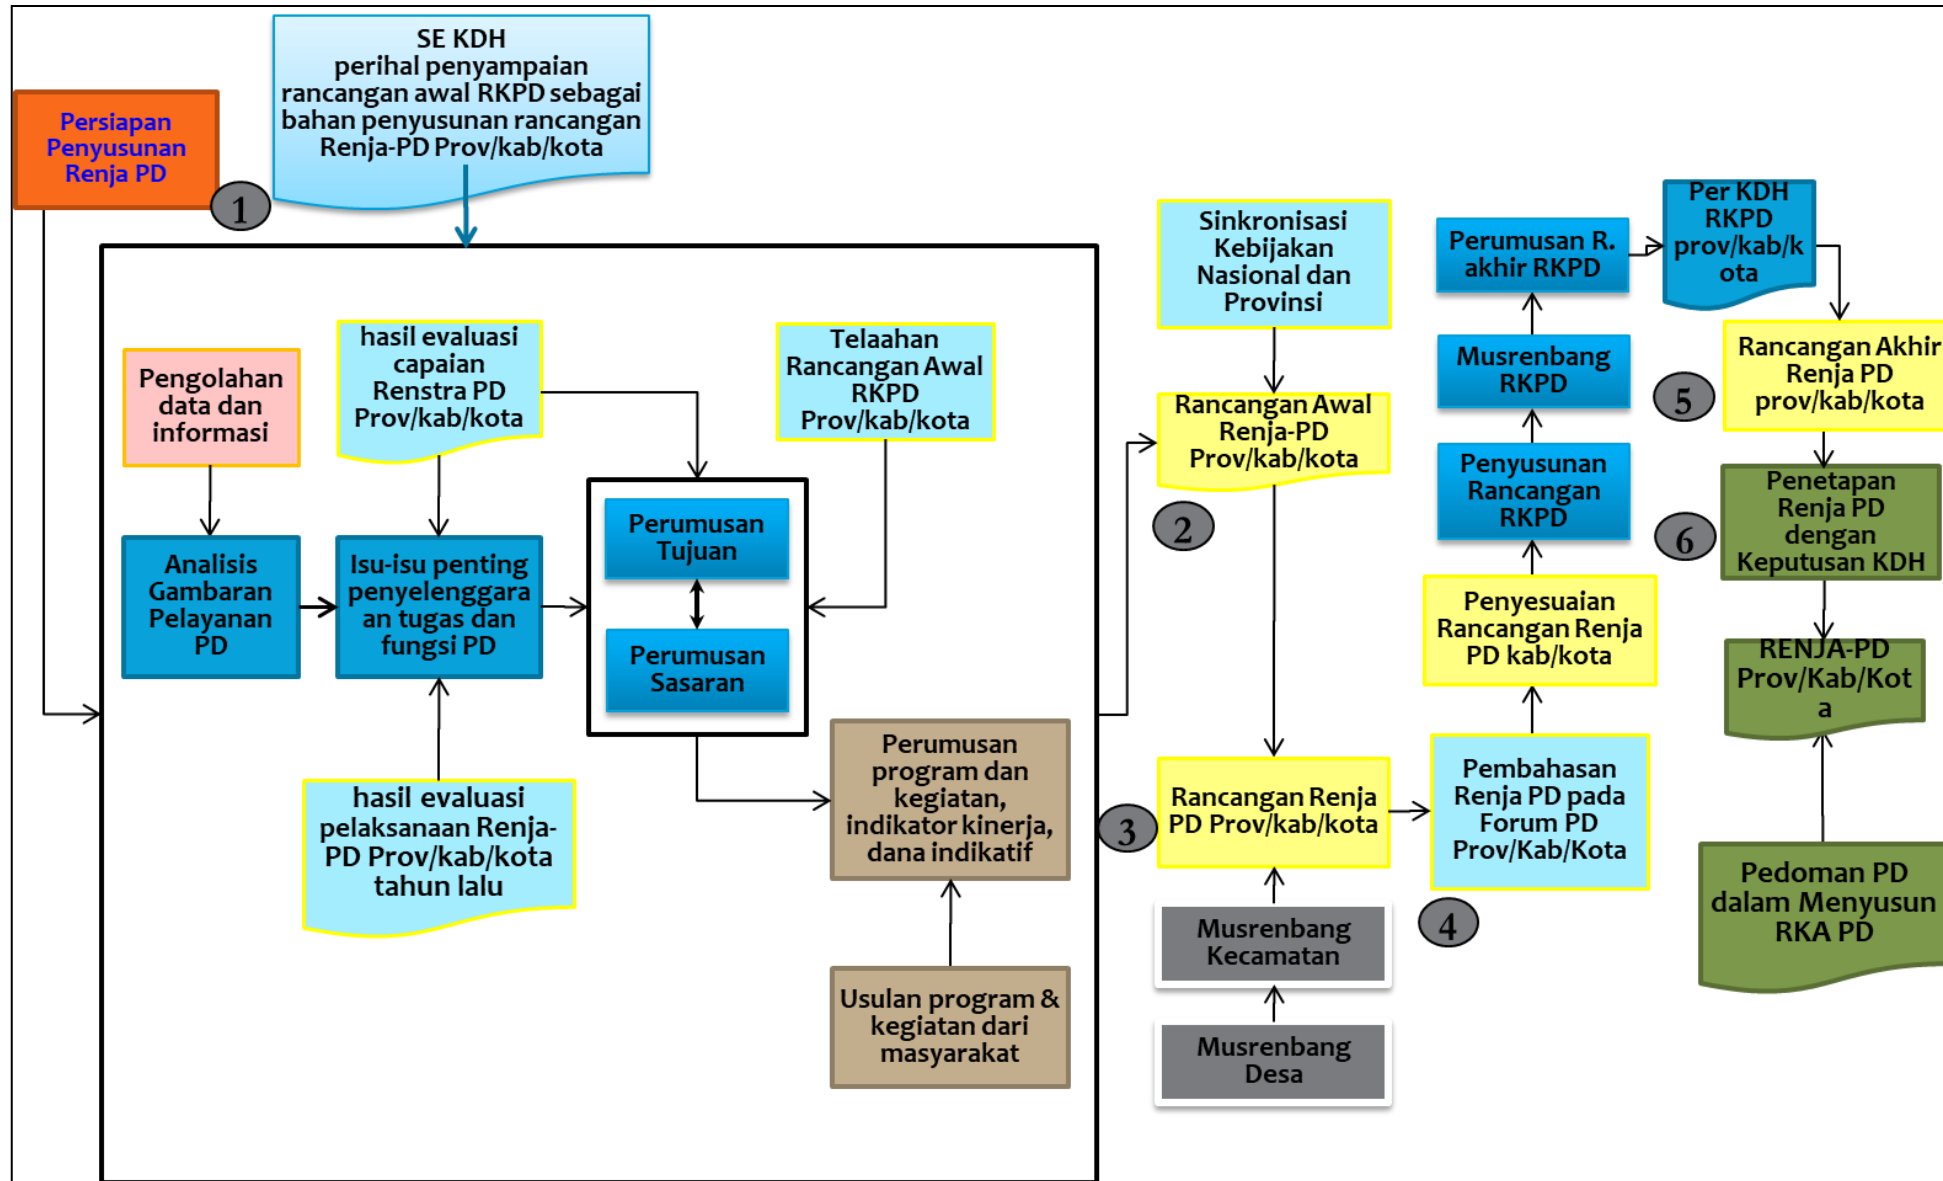 SE KDH
perihal penyampaian
rancangan awal RKPD sebagai
bahan penyusunan rancangan
Renja-PD Prov/kab/kota
Persiapan
Penyusunan
Renja PD
1
Pengolahan
data dan
informasi
hasil evaluasi
capaian
Renstra PD
Prov/kab/kota
Telaahan
Rancangan Awal
RKPD
Prov/kab/kota
Analisis
Gambaran
Pelayanan
PD
Isu-isu penting
penyelenggara
an tugas dan
fungsi PD
Perumusan
Tujuan
Perumusan
Sasaran
hasil evaluasi
pelaksanaan Renja-
PD Prov/kab/kota
tahun lalu
Perumusan
program dan
kegiatan,
indikator kinerja,
dana indikatif
Usulan program &
kegiatan dari
masyarakat
Sinkronisasi
Kebijakan
Nasional dan
Provinsi
Rancangan Awal
Renja-PD
Prov/kab/kota
2
Rancangan Renja
PD Prov/kab/kota
3
Musrenbang
Kecamatan
Musrenbang
Desa
Pembahasan
Renja PD pada
Forum PD
Prov/Kab/Kota
4
Penyesuaian
Rancangan Renja
PD kab/kota
Penyusunan
Rancangan
RKPD
Musrenbang
RKPD
Perumusan R.
akhir RKPD
Per KDH
RKPD
prov/kab/k
ota
Rancangan Akhir
Renja PD
prov/kab/kota
5
Penetapan
Renja PD
dengan
Keputusan KDH
6
RENJA-PD
Prov/Kab/Kot
a
Pedoman PD
dalam Menyusun
RKA PD